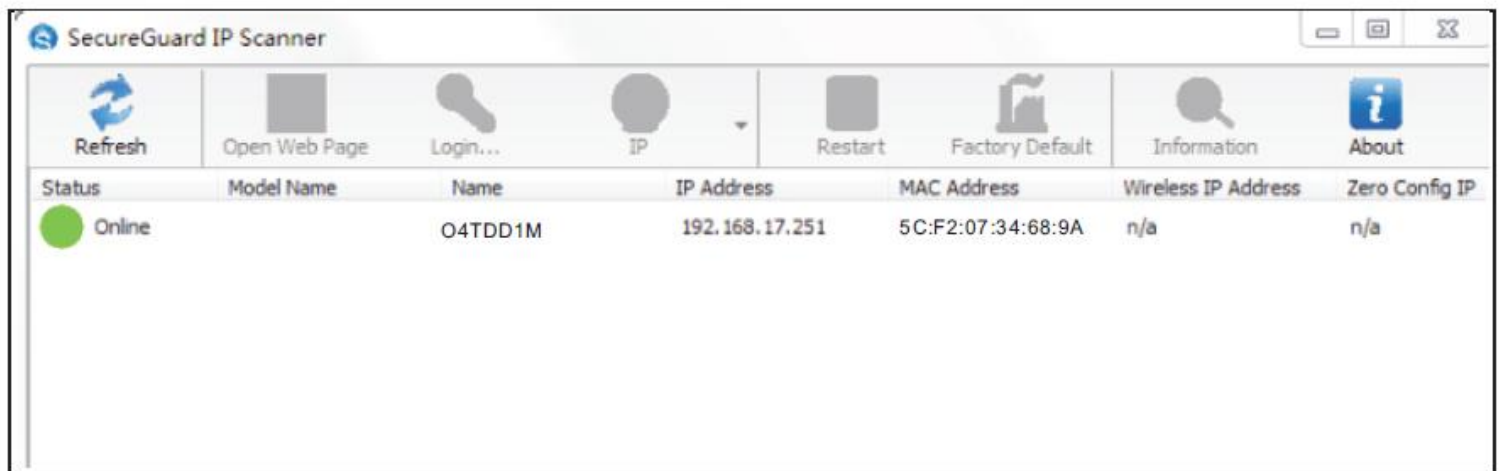 SecureGuard IP Scanner
Refresh Open Web Page Login... IP Restart Factory Default Information About
Status Model Name Name IP Address MAC Address Wireless IP Address Zero Config IP
Online O4TDD1M 192.168.17.251 5C:F2:07:34:68:9A n/a n/a